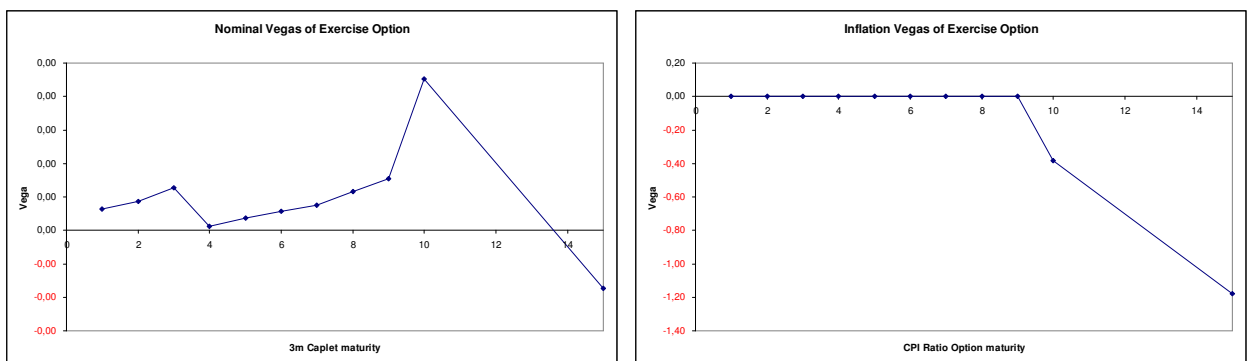 Nominal Vegas of Exercise Option
0,00
0,00
0,00
0,00
0,00
0,00
-0,00
-0,00
-0,00
Vega
0 2 4 6 8 10 12 14
3m Caplet maturity
Inflation Vegas of Exercise Option
0,20
0,00
-0,20
-0,40
-0,60
-0,80
-1,00
-1,20
-1,40
Vega
0 2 4 6 8 10 12 14
CPI Ratio Option maturity